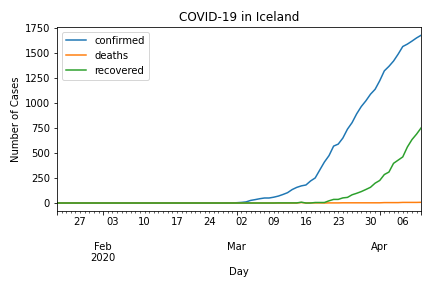 COVID-19 in Iceland
confirmed
deaths
recovered
Number of Cases
1750
1500
1250
1000
750
500
250
0
27 03 10 17 24 02 09 16 23 30 06
Feb Mar Apr
2020
Day